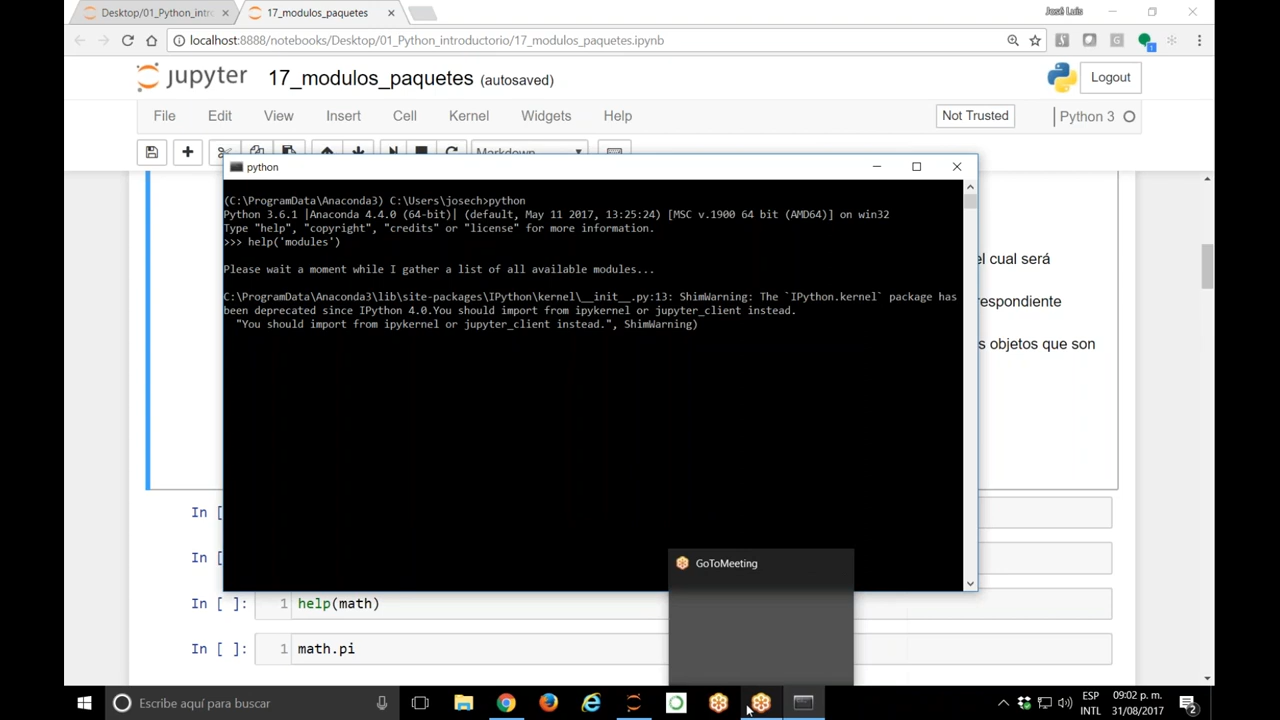 Desktop/01_Python_intro
17_modulos_paquetes
José Luis
localhost:8888/notebooks/Desktop/01_Python_introductorio/17_modulos_paquetes.ipynb
jupyter 17_modulos_paquetes (autosaved)
Logout
File Edit View Insert Cell Kernel Widgets Help
Not Trusted
Python 3
Markdown
python
(C:\ProgramData\Anaconda3) C:\Users\josech>python
Python 3.6.1 |Anaconda 4.4.0 (64-bit)| (default, May 11 2017, 13:25:24) [MSC v.1900 64 bit (AMD64)] on win32
Type "help", "copyright", "credits" or "license" for more information.
>>> help('modules')
el cual será
Please wait a moment while I gather a list of all available modules...
C:\ProgramData\Anaconda3\lib\site-packages\IPython\kernel\__init__.py:13: ShimWarning: The `IPython.kernel` package has
respondiente
been deprecated since IPython 4.0.You should import from ipykernel or jupyter_client instead.
"You should import from ipykernel or jupyter_client instead.", ShimWarning)
s objetos que son
In [
In [
GoToMeeting
In [ ]: 1 help(math)
In [ ]: 1 math.pi
Escribe aquí para buscar
ESP
INTL
09:02 p. m.
31/08/2017
2